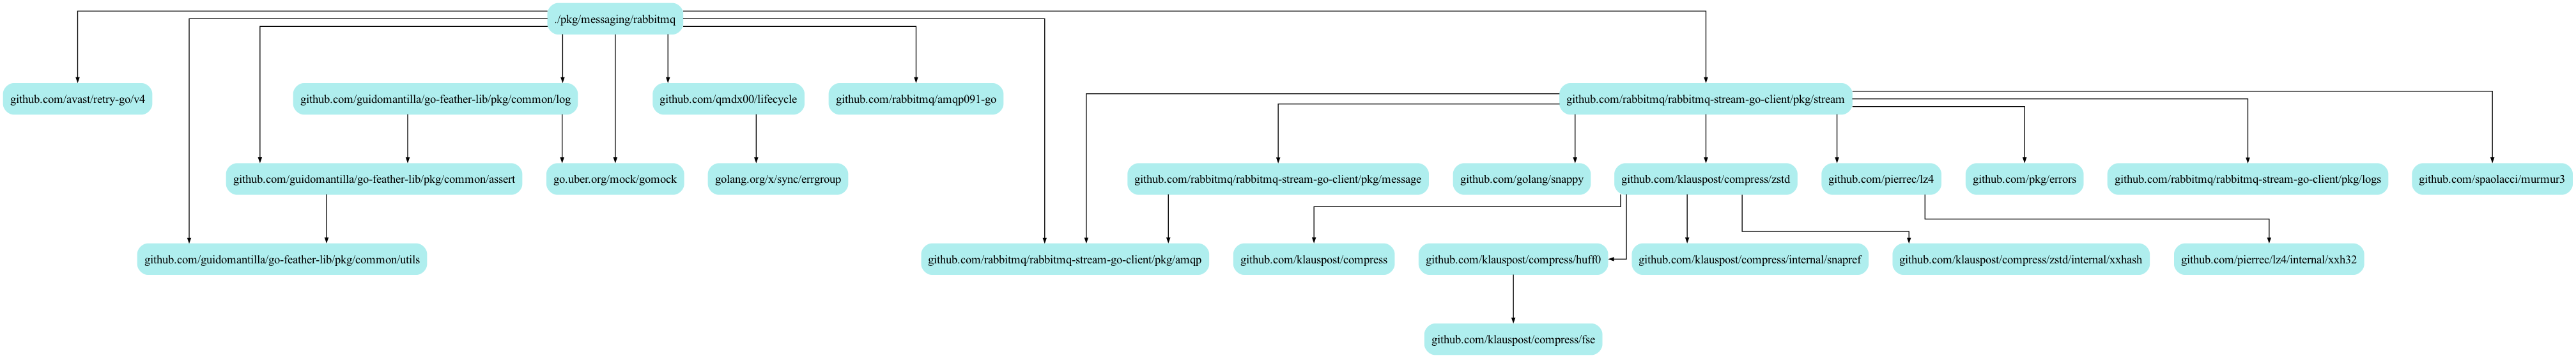 ./pkg/messaging/rabbitmq
github.com/avast/retry-go/v4
github.com/guidomantilla/go-feather-lib/pkg/common/log
github.com/qmdx00/lifecycle
github.com/rabbitmq/amqp091-go
github.com/rabbitmq/rabbitmq-stream-go-client/pkg/stream
github.com/guidomantilla/go-feather-lib/pkg/common/assert
go.uber.org/mock/gomock
golang.org/x/sync/errgroup
github.com/rabbitmq/rabbitmq-stream-go-client/pkg/message
github.com/golang/snappy
github.com/klauspost/compress/zstd
github.com/pierrec/lz4
github.com/pkg/errors
github.com/rabbitmq/rabbitmq-stream-go-client/pkg/logs
github.com/spaolacci/murmur3
github.com/guidomantilla/go-feather-lib/pkg/common/utils
github.com/rabbitmq/rabbitmq-stream-go-client/pkg/amqp
github.com/klauspost/compress
github.com/klauspost/compress/huff0
github.com/klauspost/compress/internal/snapref
github.com/klauspost/compress/zstd/internal/xxhash
github.com/pierrec/lz4/internal/xxh32
github.com/klauspost/compress/fse